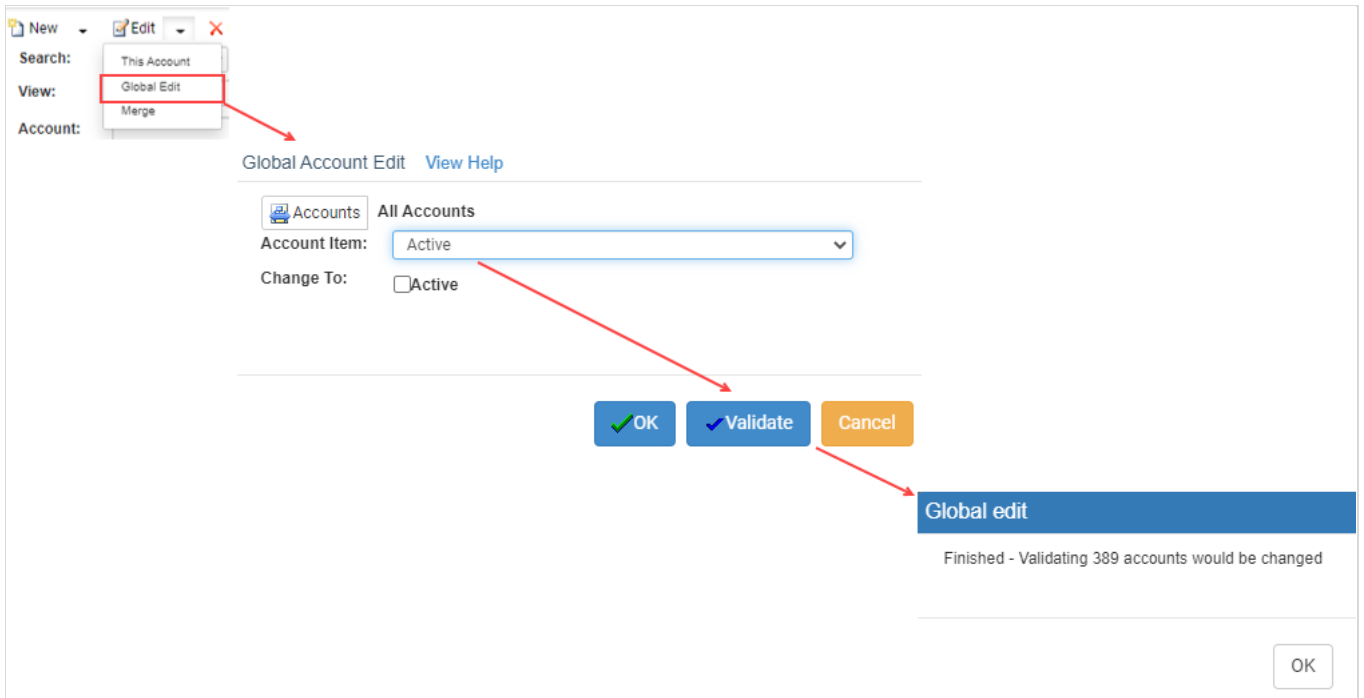 New Edit
Search:
This Account
View:
Global Edit
Merge
Account:
Global Account Edit View Help
Accounts All Accounts
Account Item: Active
Change To: Active
OK Validate Cancel
Global edit
Finished - Validating 389 accounts would be changed
OK